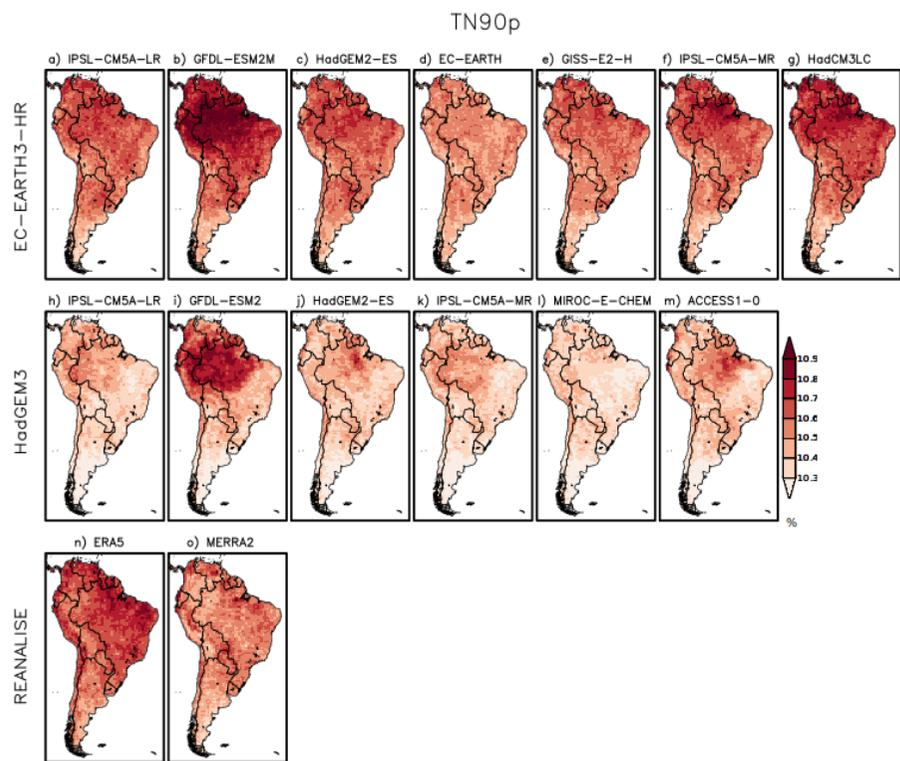 TN90p
a) IPSL-CM5A-LR
b) GFDL-ESM2M
c) HadGEM2-ES
d) EC-EARTH
e) GISS-E2-H
f) IPSL-CM5A-MR
g) HadCM3LC
EC-EARTH3-HR
h) IPSL-CM5A-LR
i) GFDL-ESM2
j) HadGEM2-ES
k) IPSL-CM5A-MR
l) MIROC-E-CHEM
m) ACCESS1-0
HadGEM3
10.9
10.8
10.7
10.6
10.5
10.4
10.3
%
n) ERA5
o) MERRA2
REANALISE